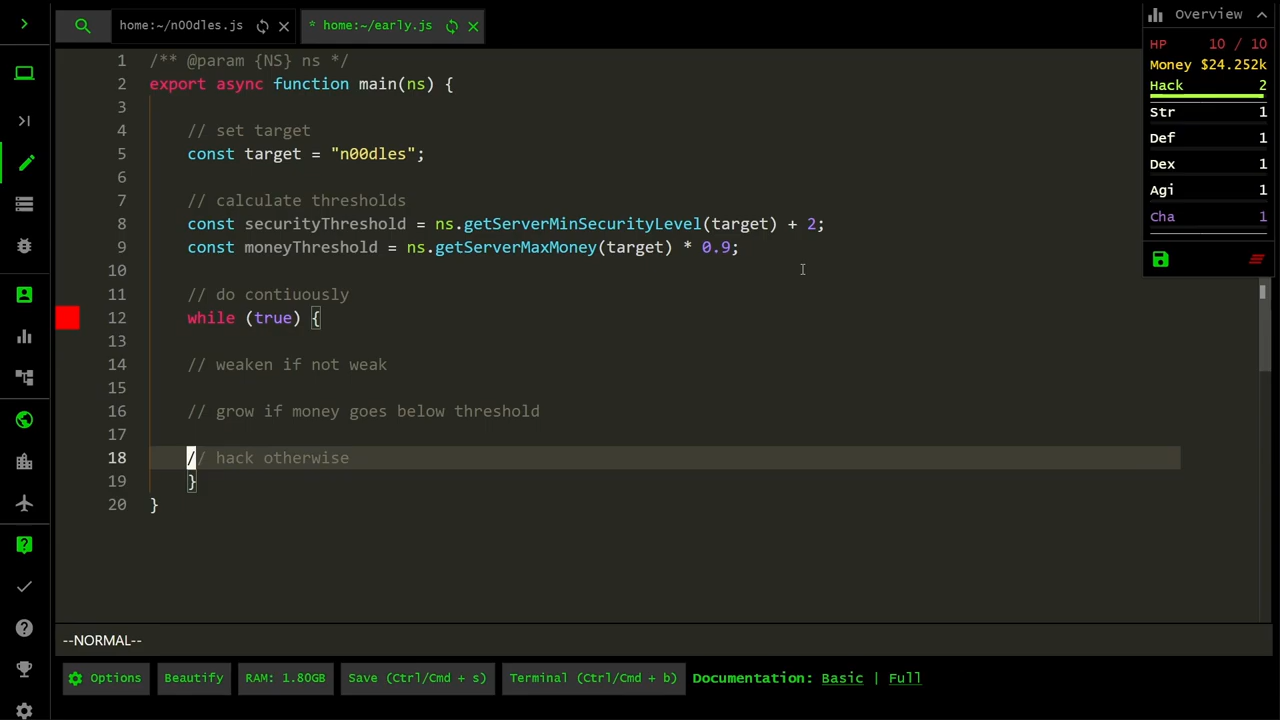 home:~/n00dles.js
* home:~/early.js
Overview
HP 10 / 10
Money $24.252k
Hack 2
Str 1
Def 1
Dex 1
Agi 1
Cha 1
1 /** @param {NS} ns */
2 export async function main(ns) {
3
4 // set target
5 const target = "n00dles";
6
7 // calculate thresholds
8 const securityThreshold = ns.getServerMinSecurityLevel(target) + 2;
9 const moneyThreshold = ns.getServerMaxMoney(target) * 0.9;
10
11 // do contiuously
12 while (true) {
13
14 // weaken if not weak
15
16 // grow if money goes below threshold
17
18 // hack otherwise
19 }
20 }
--NORMAL--
Options
Beautify
RAM: 1.80GB
Save (Ctrl/Cmd + s)
Terminal (Ctrl/Cmd + b)
Documentation: Basic | Full